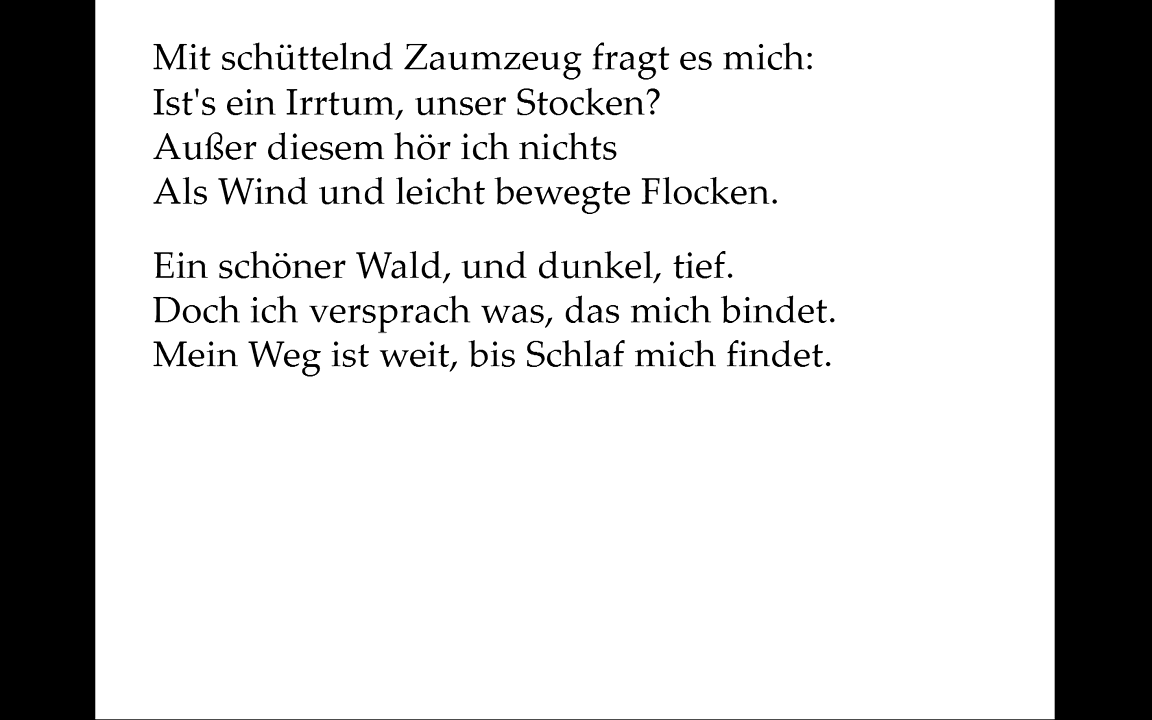 Mit schüttelnd Zaumzeug fragt es mich:
Ist's ein Irrtum, unser Stocken?
Außer diesem hör ich nichts
Als Wind und leicht bewegte Flocken.
Ein schöner Wald, und dunkel, tief.
Doch ich versprach was, das mich bindet.
Mein Weg ist weit, bis Schlaf mich findet.